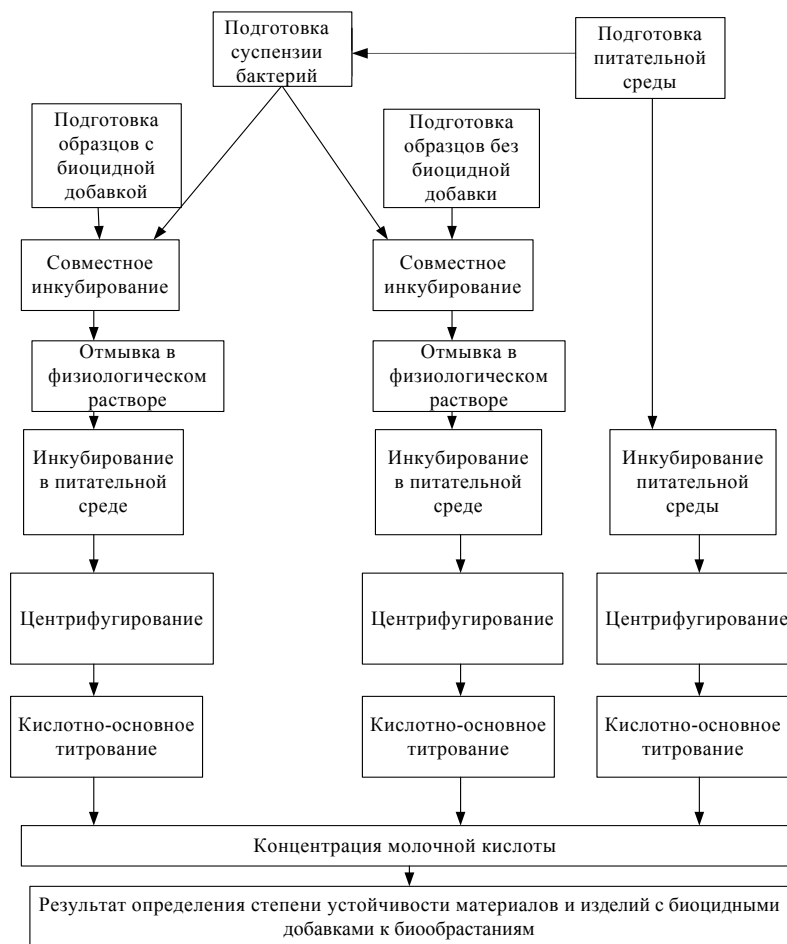 Подготовка
суспензии
бактерий
Подготовка
питательной
среды
Подготовка
образцов с
биоцидной
добавкой
Подготовка
образцов без
биоцидной
добавки
Совместное
инкубирование
Совместное
инкубирование
Отмывка в
физиологическом
растворе
Отмывка в
физиологическом
растворе
Инкубирование
в питательной
среде
Инкубирование
в питательной
среде
Инкубирование
питательной
среды
Центрифугирование
Центрифугирование
Центрифугирование
Кислотно-основное
титрование
Кислотно-основное
титрование
Кислотно-основное
титрование
Концентрация молочной кислоты
Результат определения степени устойчивости материалов и изделий с биоцидными
добавками к биообрастаниям